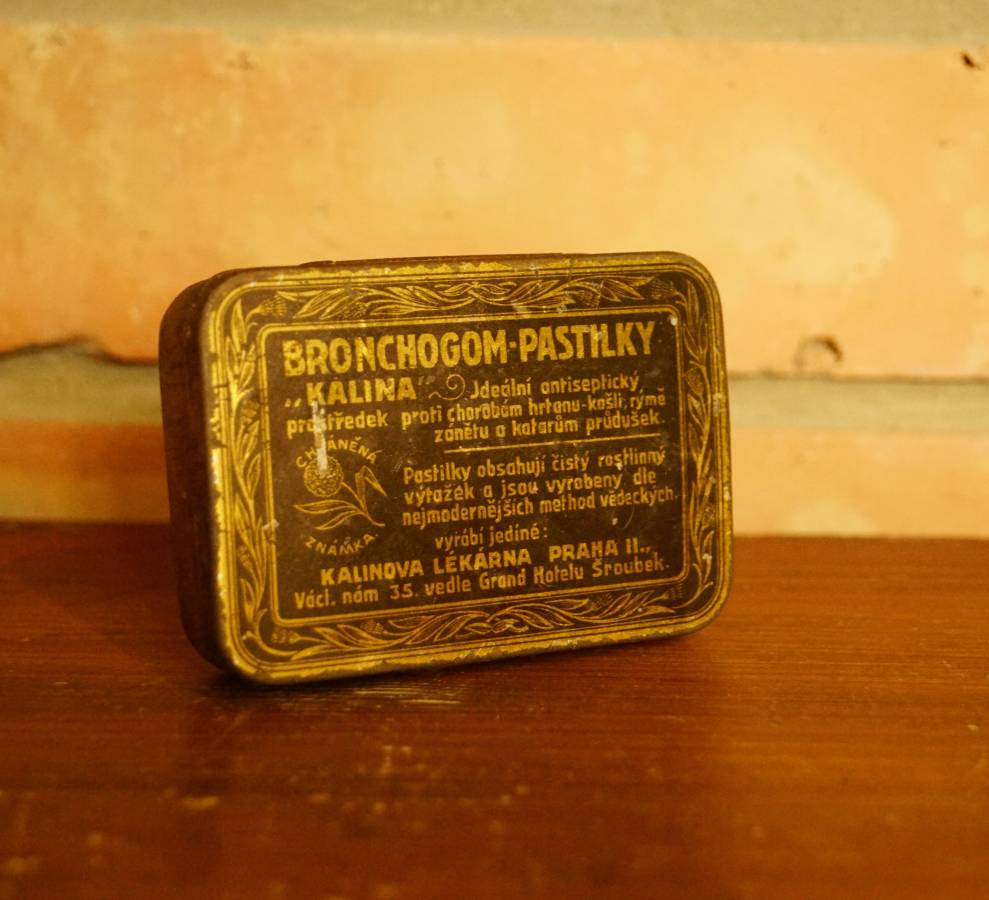 BRONCHOGOM-PASTILKY
„KALINA“ Ideální antiseptický,
prostředek proti chorobám hrtanu-kašli, rýmě
zánětu a katarům průdušek.
CHRÁNĚNÁ
ZNÁMKA.
Pastilky obsahují čistý rostlinný
výtažék a jsou vyrobeny dle
nejmodernějších method vědeckých.
vyrábí jediné:
KALINOVA LÉKÁRNA PRAHA II.,
Václ. nám 35. vedle Grand Hotelu Šroubek.